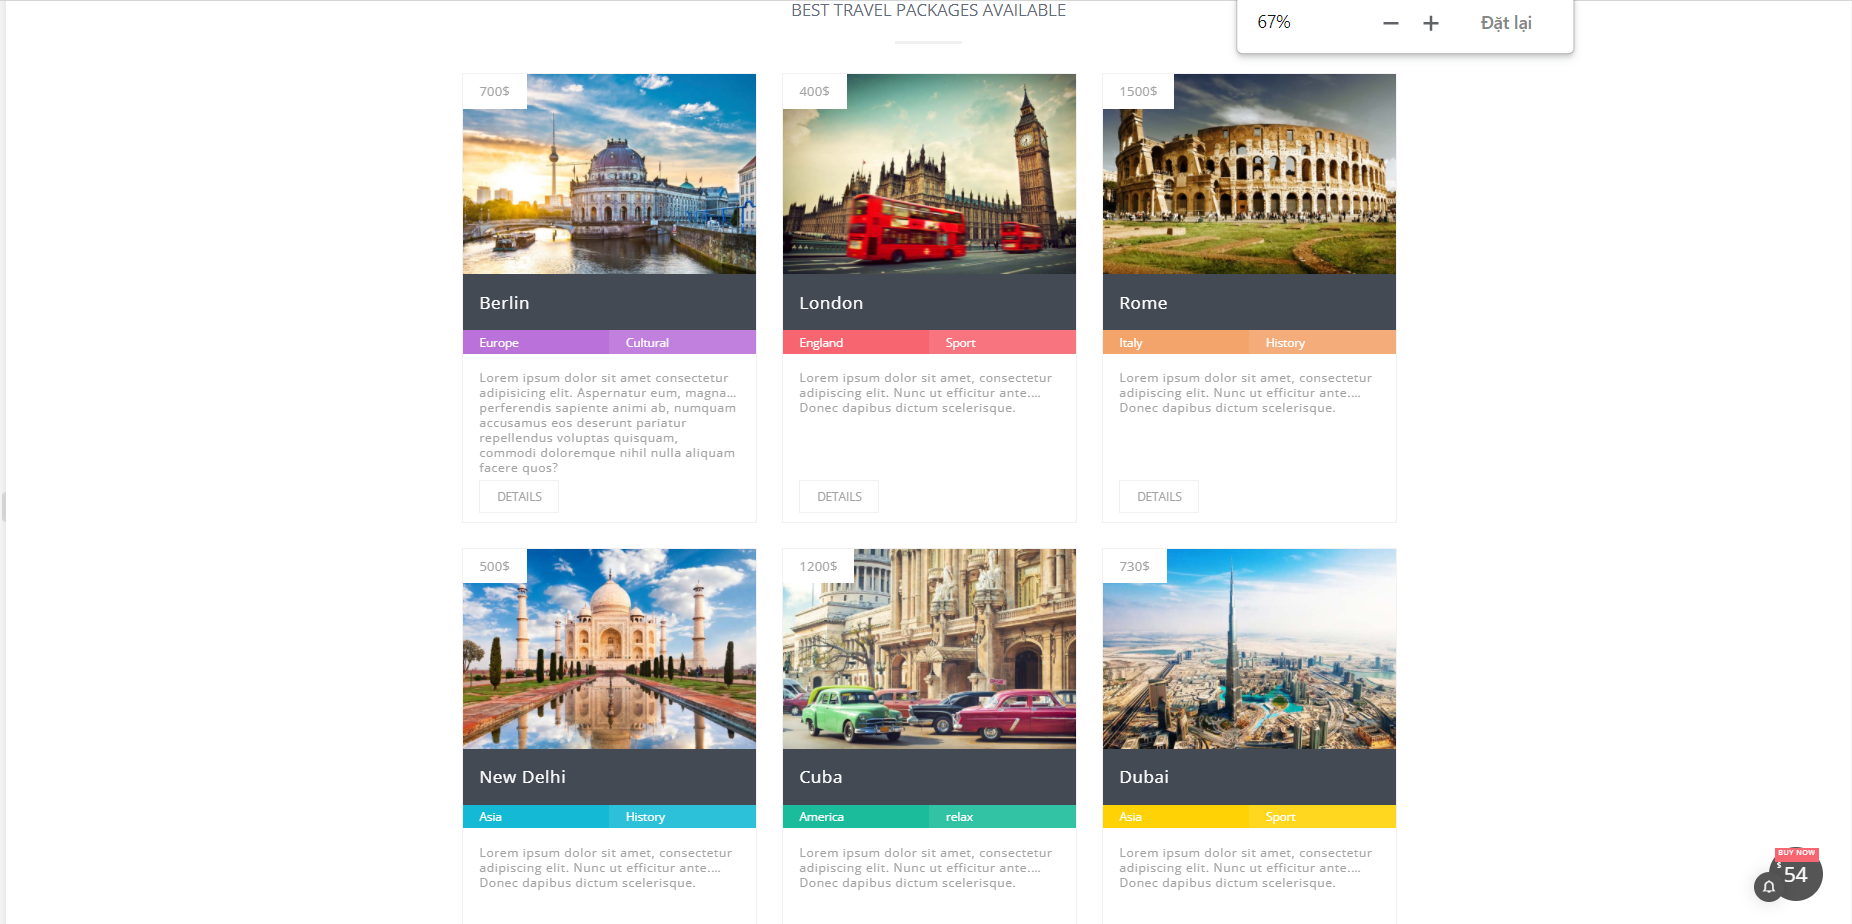 BEST TRAVEL PACKAGES AVAILABLE
67%
Đặt lại
700$
400$
1500$
Berlin
London
Rome
Europe
Cultural
England
Sport
Italy
History
Lorem ipsum dolor sit amet consectetur
adipisicing elit. Aspernatur eum, magna...
perferendis sapiente animi ab, numquam
accusamus eos deserunt pariatur
repellendus voluptas quisquam,
commodi doloremque nihil nulla aliquam
facere quos?
Lorem ipsum dolor sit amet, consectetur
adipiscing elit. Nunc ut efficitur ante....
Donec dapibus dictum scelerisque.
Lorem ipsum dolor sit amet, consectetur
adipiscing elit. Nunc ut efficitur ante....
Donec dapibus dictum scelerisque.
DETAILS
DETAILS
DETAILS
500$
1200$
730$
New Delhi
Cuba
Dubai
Asia
History
America
relax
Asia
Sport
Lorem ipsum dolor sit amet, consectetur
adipiscing elit. Nunc ut efficitur ante....
Donec dapibus dictum scelerisque.
Lorem ipsum dolor sit amet, consectetur
adipiscing elit. Nunc ut efficitur ante....
Donec dapibus dictum scelerisque.
Lorem ipsum dolor sit amet, consectetur
adipiscing elit. Nunc ut efficitur ante....
Donec dapibus dictum scelerisque.
BUY NOW
$ 54